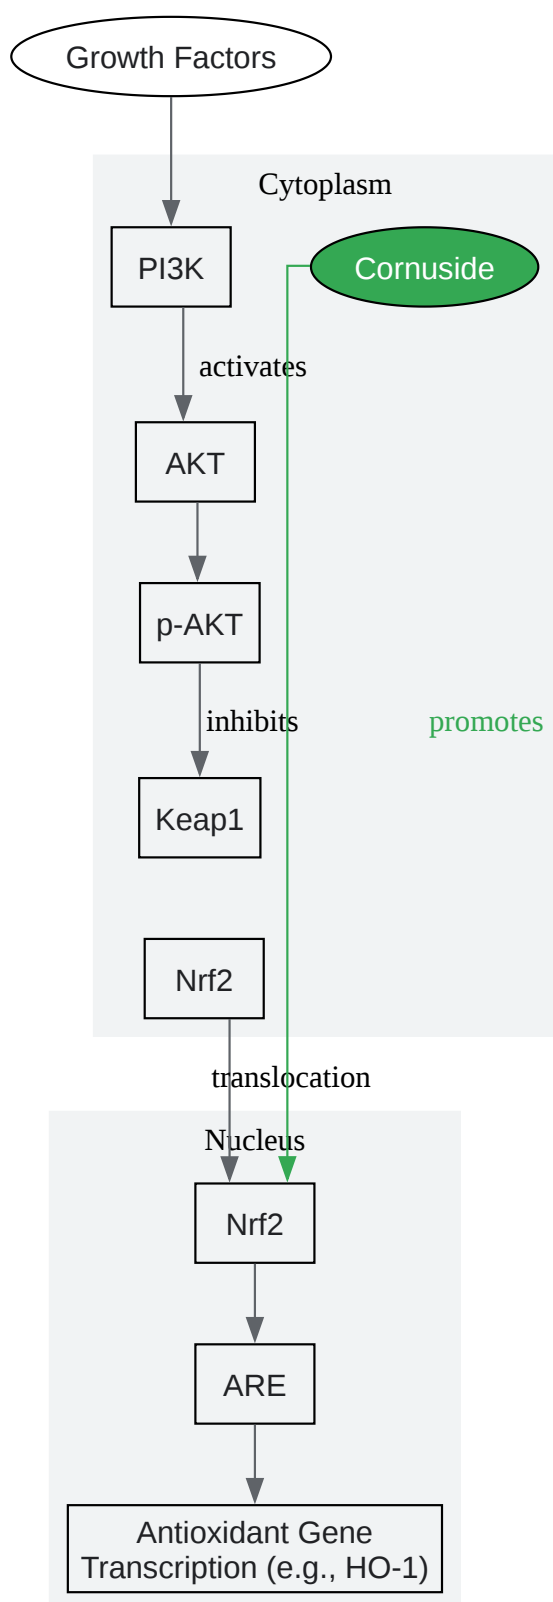 Growth Factors
Cytoplasm
PI3K
Cornuside
activates
AKT
p-AKT
inhibits
promotes
Keap1
Nrf2
translocation
Nucleus
Nrf2
ARE
Antioxidant Gene
Transcription (e.g., HO-1)